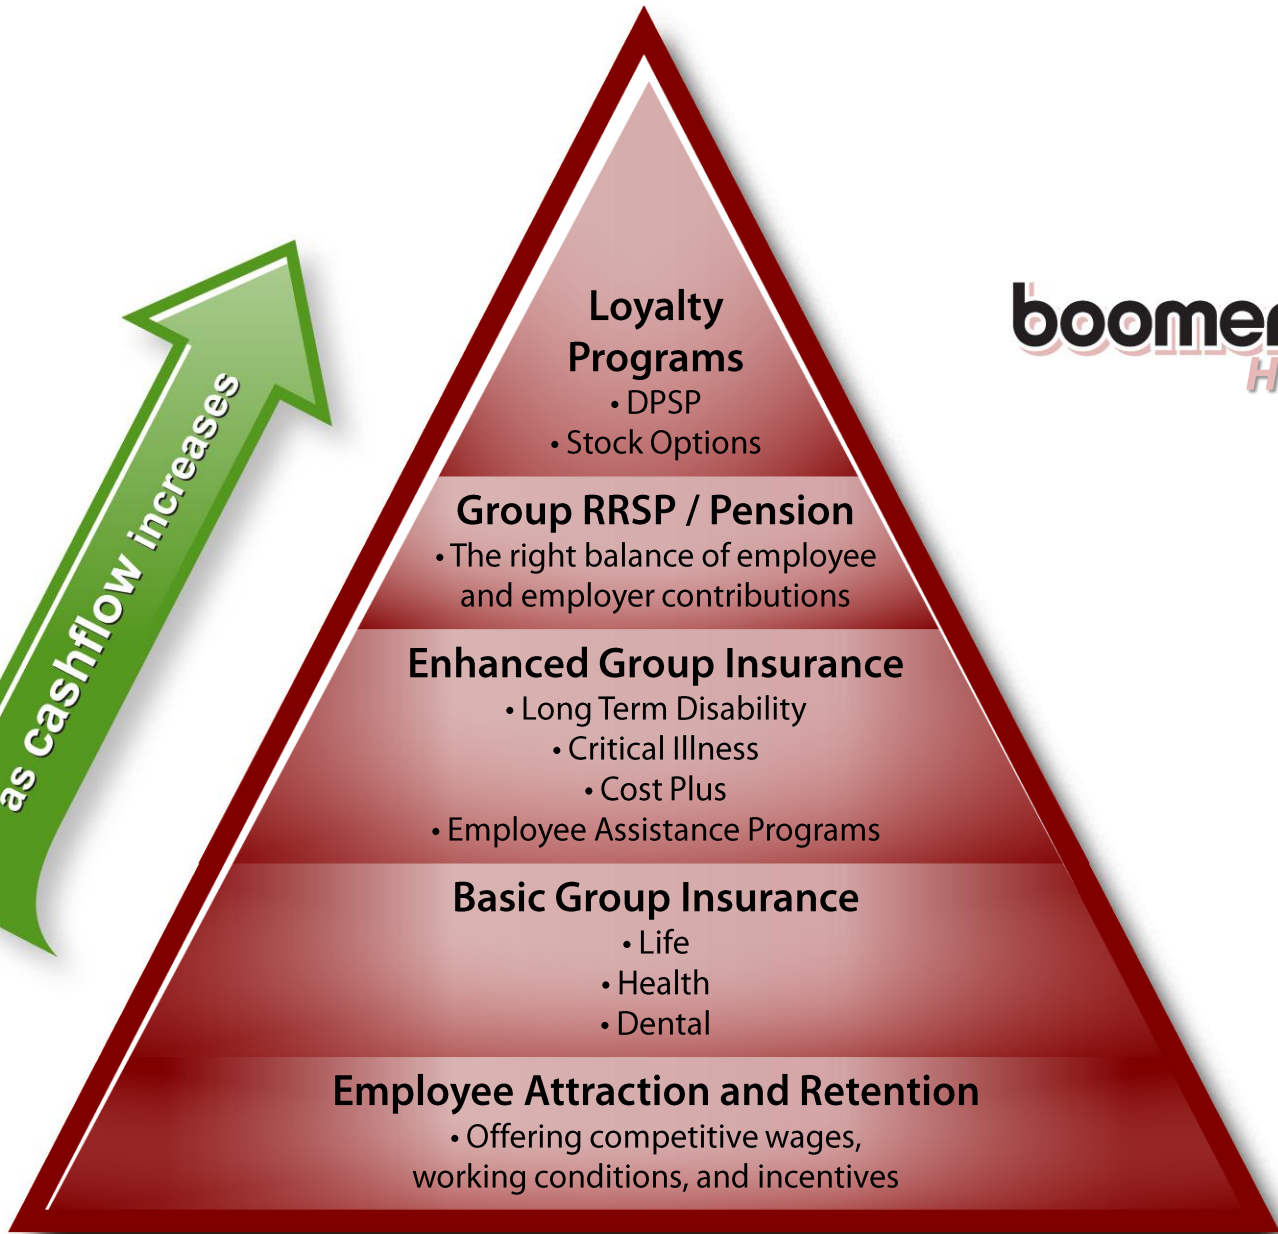 Loyalty
Programs
• DPSP
• Stock Options
Group RRSP / Pension
• The right balance of employee
and employer contributions
Enhanced Group Insurance
• Long Term Disability
• Critical Illness
• Cost Plus
• Employee Assistance Programs
Basic Group Insurance
• Life
• Health
• Dental
Employee Attraction and Retention
• Offering competitive wages,
working conditions, and incentives
as cashflow increases